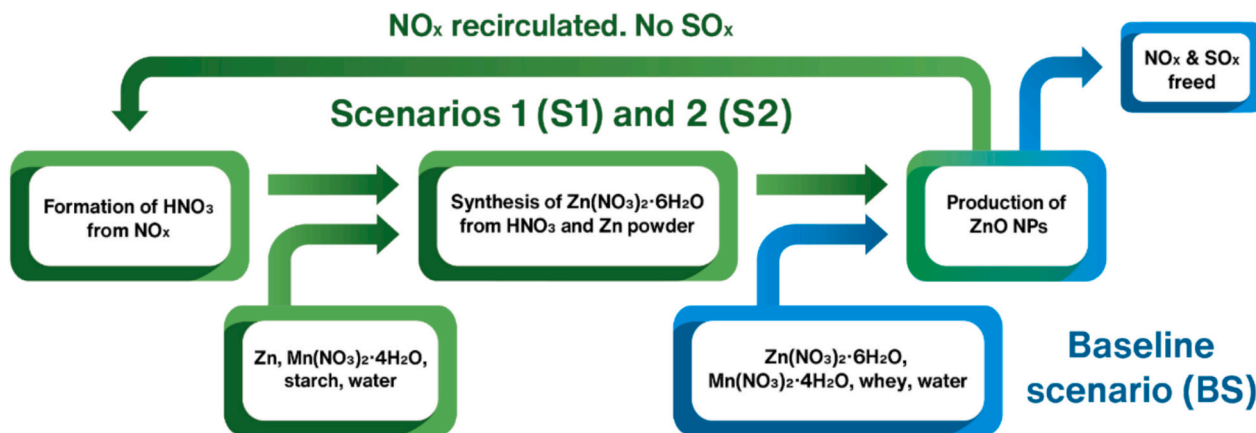 NOₓ recirculated. No SOₓ
NOₓ & SOₓ
freed
Scenarios 1 (S1) and 2 (S2)
Formation of HNO₃
from NOₓ
Synthesis of Zn(NO₃)₂·6H₂O
from HNO₃ and Zn powder
Production of
ZnO NPs
Zn, Mn(NO₃)₂·4H₂O,
starch, water
Zn(NO₃)₂·6H₂O,
Mn(NO₃)₂·4H₂O, whey, water
Baseline
scenario (BS)